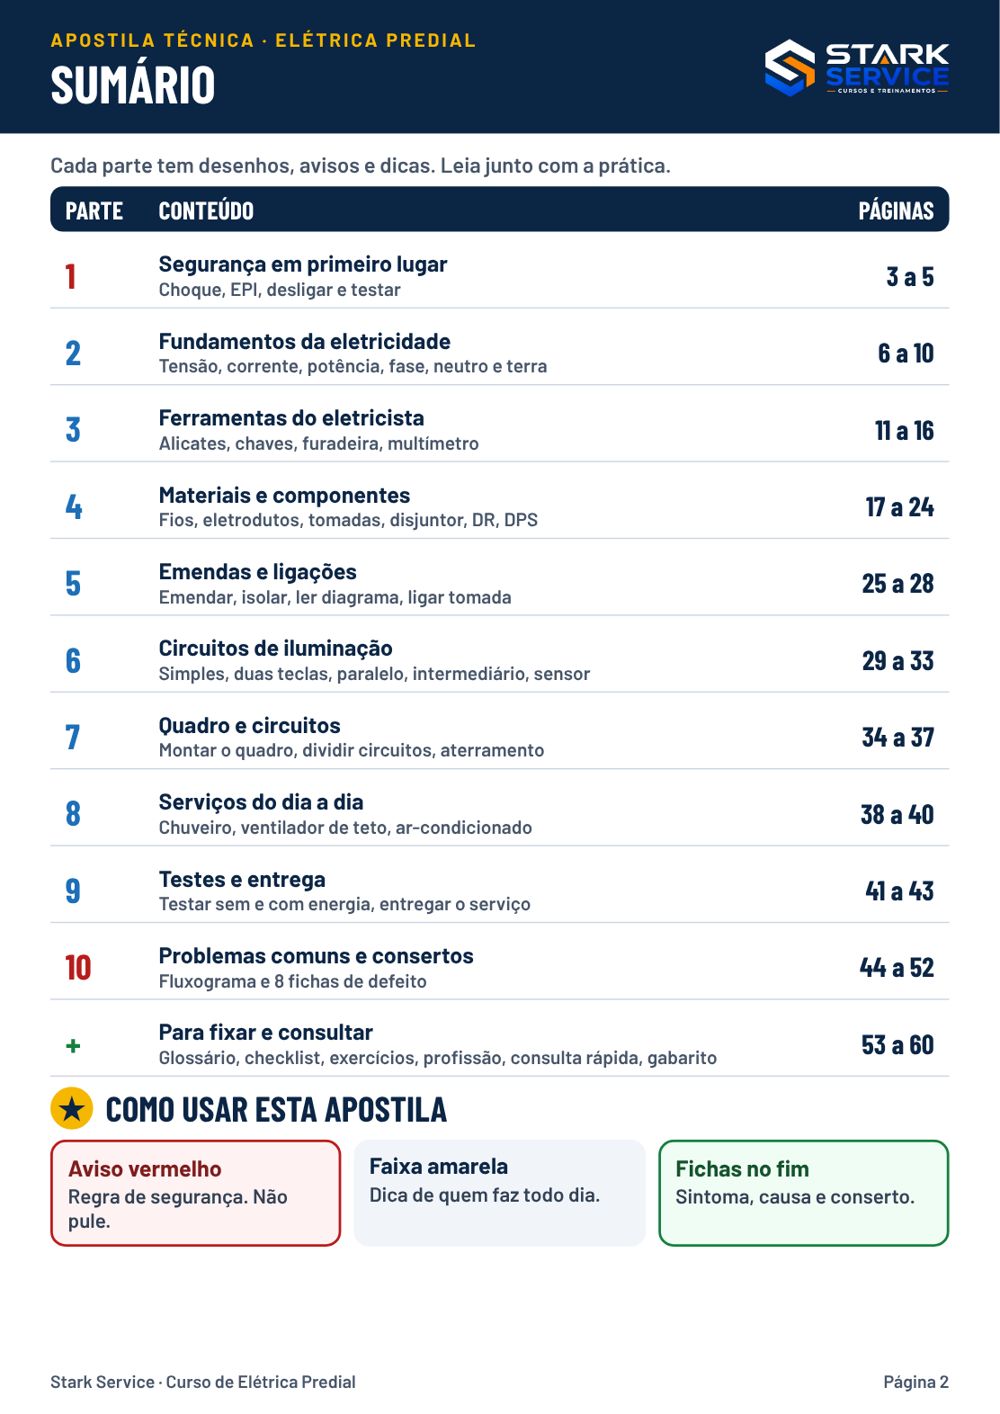 APOSTILA TÉCNICA · ELÉTRICA PREDIAL
SUMÁRIO
STARK
SERVICE
CURSOS E TREINAMENTOS
Cada parte tem desenhos, avisos e dicas. Leia junto com a prática.
PARTE CONTEÚDO PÁGINAS
1 Segurança em primeiro lugar 3 a 5
Choque, EPI, desligar e testar
2 Fundamentos da eletricidade 6 a 10
Tensão, corrente, potência, fase, neutro e terra
3 Ferramentas do eletricista 11 a 16
Alicates, chaves, furadeira, multímetro
4 Materiais e componentes 17 a 24
Fios, eletrodutos, tomadas, disjuntor, DR, DPS
5 Emendas e ligações 25 a 28
Emendar, isolar, ler diagrama, ligar tomada
6 Circuitos de iluminação 29 a 33
Simples, duas teclas, paralelo, intermediário, sensor
7 Quadro e circuitos 34 a 37
Montar o quadro, dividir circuitos, aterramento
8 Serviços do dia a dia 38 a 40
Chuveiro, ventilador de teto, ar-condicionado
9 Testes e entrega 41 a 43
Testar sem e com energia, entregar o serviço
10 Problemas comuns e consertos 44 a 52
Fluxograma e 8 fichas de defeito
+ Para fixar e consultar 53 a 60
Glossário, checklist, exercícios, profissão, consulta rápida, gabarito
COMO USAR ESTA APOSTILA
Aviso vermelho
Regra de segurança. Não
pule.
Faixa amarela
Dica de quem faz todo dia.
Fichas no fim
Sintoma, causa e conserto.
Stark Service · Curso de Elétrica Predial Página 2